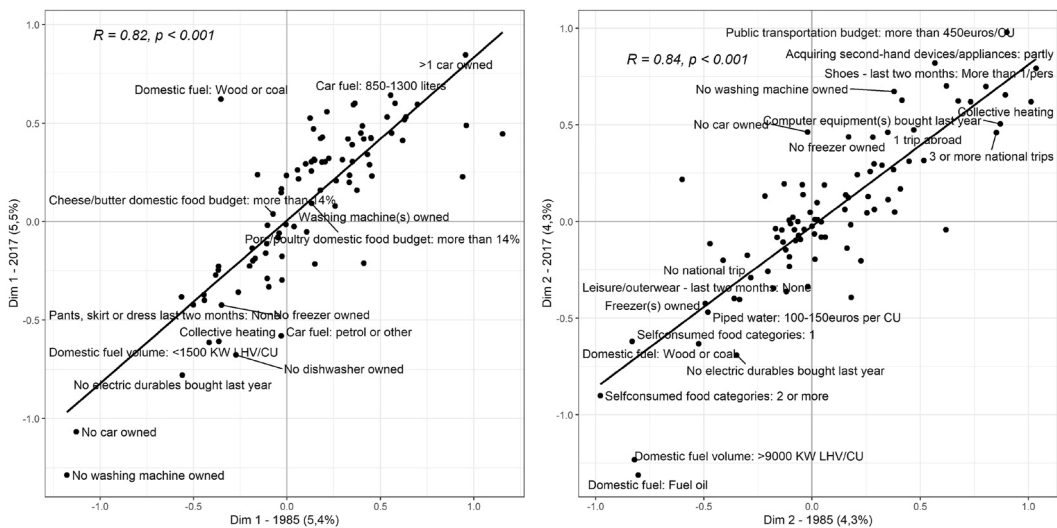 R = 0.82, p < 0.001
>1 car owned
Car fuel: 850-1300 liters
Domestic fuel: Wood or coal
Cheese/butter domestic food budget: more than 14%
Washing machine(s) owned
Pork/poultry domestic food budget: more than 14%
Pants, skirt or dress last two months: None
No freezer owned
Collective heating
Car fuel: petrol or other
Domestic fuel volume: <1500 KW LHV/CU
No dishwasher owned
No electric durables bought last year
No car owned
No washing machine owned
1.0
0.5
0.0
-0.5
-1.0
-1.0
-0.5
0.0
0.5
1.0
Dim 1 - 2017 (5,5%)
Dim 1 - 1985 (5,4%)
Public transportation budget: more than 450euros/CU
R = 0.84, p < 0.001
Acquiring second-hand devices/appliances: partly
Shoes - last two months: More than 1/pers
No washing machine owned
Collective heating
Computer equipment(s) bought last year
No car owned
1 trip abroad
No freezer owned
3 or more national trips
No national trip
Leisure/outerwear - last two months: None
Freezer(s) owned
Piped water: 100-150euros per CU
Selfconsumed food categories: 1
Domestic fuel: Wood or coal
No electric durables bought last year
Selfconsumed food categories: 2 or more
Domestic fuel volume: >9000 KW LHV/CU
Domestic fuel: Fuel oil
1.0
0.5
0.0
-0.5
-1.0
-1.0
-0.5
0.0
0.5
1.0
Dim 2 - 2017 (4,3%)
Dim 2 - 1985 (4,3%)